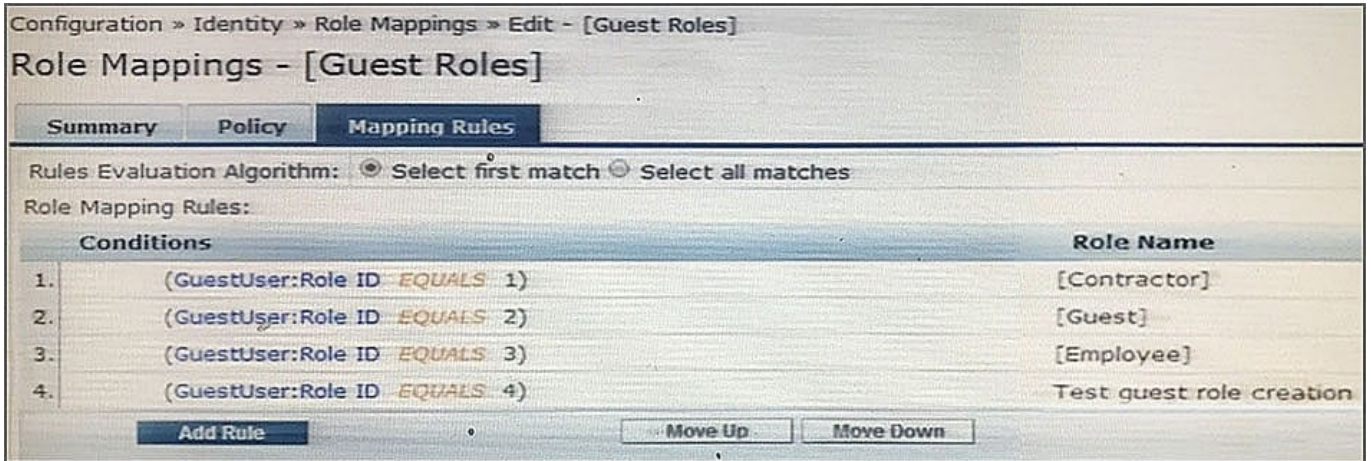 Configuration » Identity » Role Mappings » Edit - [Guest Roles]
Role Mappings - [Guest Roles]
Summary Policy Mapping Rules
Rules Evaluation Algorithm: Select first match Select all matches
Role Mapping Rules:
Conditions Role Name
1. (GuestUser:Role ID EQUALS 1) [Contractor]
2. (GuestUser:Role ID EQUALS 2) [Guest]
3. (GuestUser:Role ID EQUALS 3) [Employee]
4. (GuestUser:Role ID EQUALS 4) Test guest role creation
Add Rule Move Up Move Down